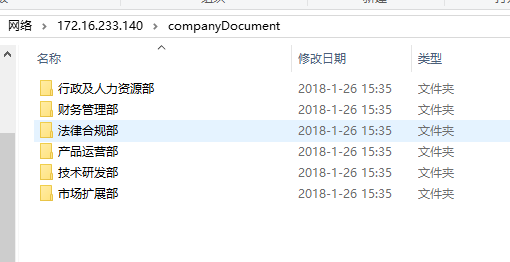 网络 > 172.16.233.140 > companyDocument
名称 修改日期 类型
行政及人力资源部 2018-1-26 15:35 文件夹
财务管理部 2018-1-26 15:35 文件夹
法律合规部 2018-1-26 15:35 文件夹
产品运营部 2018-1-26 15:35 文件夹
技术研发部 2018-1-26 15:35 文件夹
市场扩展部 2018-1-26 15:35 文件夹